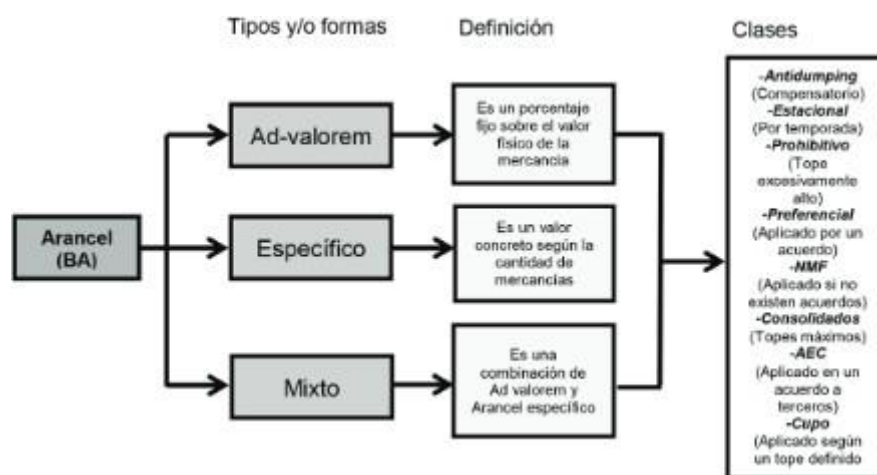 Tipos y/o formas
Definición
Clases
Arancel
(BA)
Ad-valorem
Es un porcentaje
fijo sobre el valor
físico de la
mercancia
Específico
Es un valor
concreto según la
cantidad de
mercancías
Mixto
Es una
combinación de
Ad valorem y
Arancel específico
-Antidumping
(Compensatorio)
-Estacional
(Por temporada)
-Prohibitivo
(Tope
excesivamente
alto)
-Preferencial
(Aplicado por un
acuerdo)
-NMF
(Aplicado si no
existen acuerdos)
-Consolidados
(Topes máximos)
-AEC
(Aplicado en un
acuerdo a
terceros)
-Cupo
(Aplicado según
un tope definido